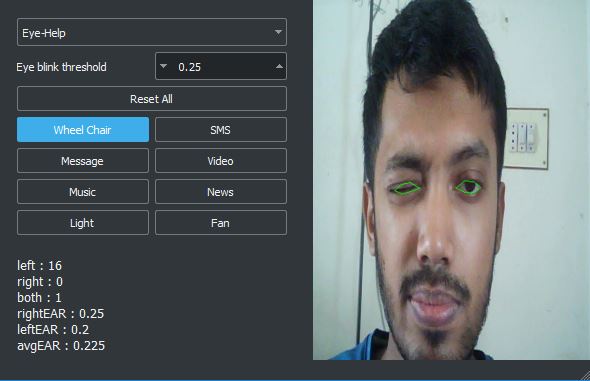 Eye-Help
Eye blink threshold 0.25
Reset All
Wheel Chair SMS
Message Video
Music News
Light Fan
left : 16
right : 0
both : 1
rightEAR : 0.25
leftEAR : 0.2
avgEAR : 0.225